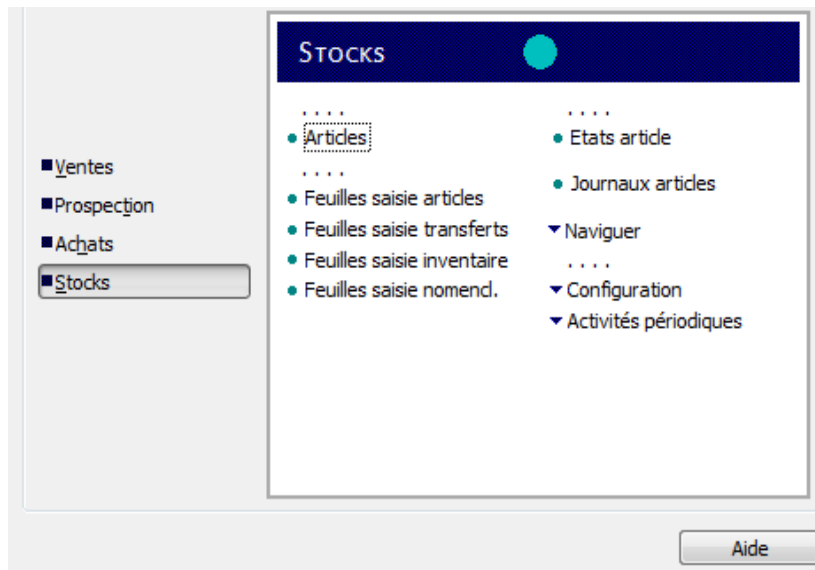 Ventes
Prospection
Achats
Stocks
STOCKS
. . . .
Articles
. . . .
Feuilles saisie articles
Feuilles saisie transferts
Feuilles saisie inventaire
Feuilles saisie nomencl.
. . . .
Etats article
Journaux articles
Naviguer
. . . .
Configuration
Activités périodiques
Aide